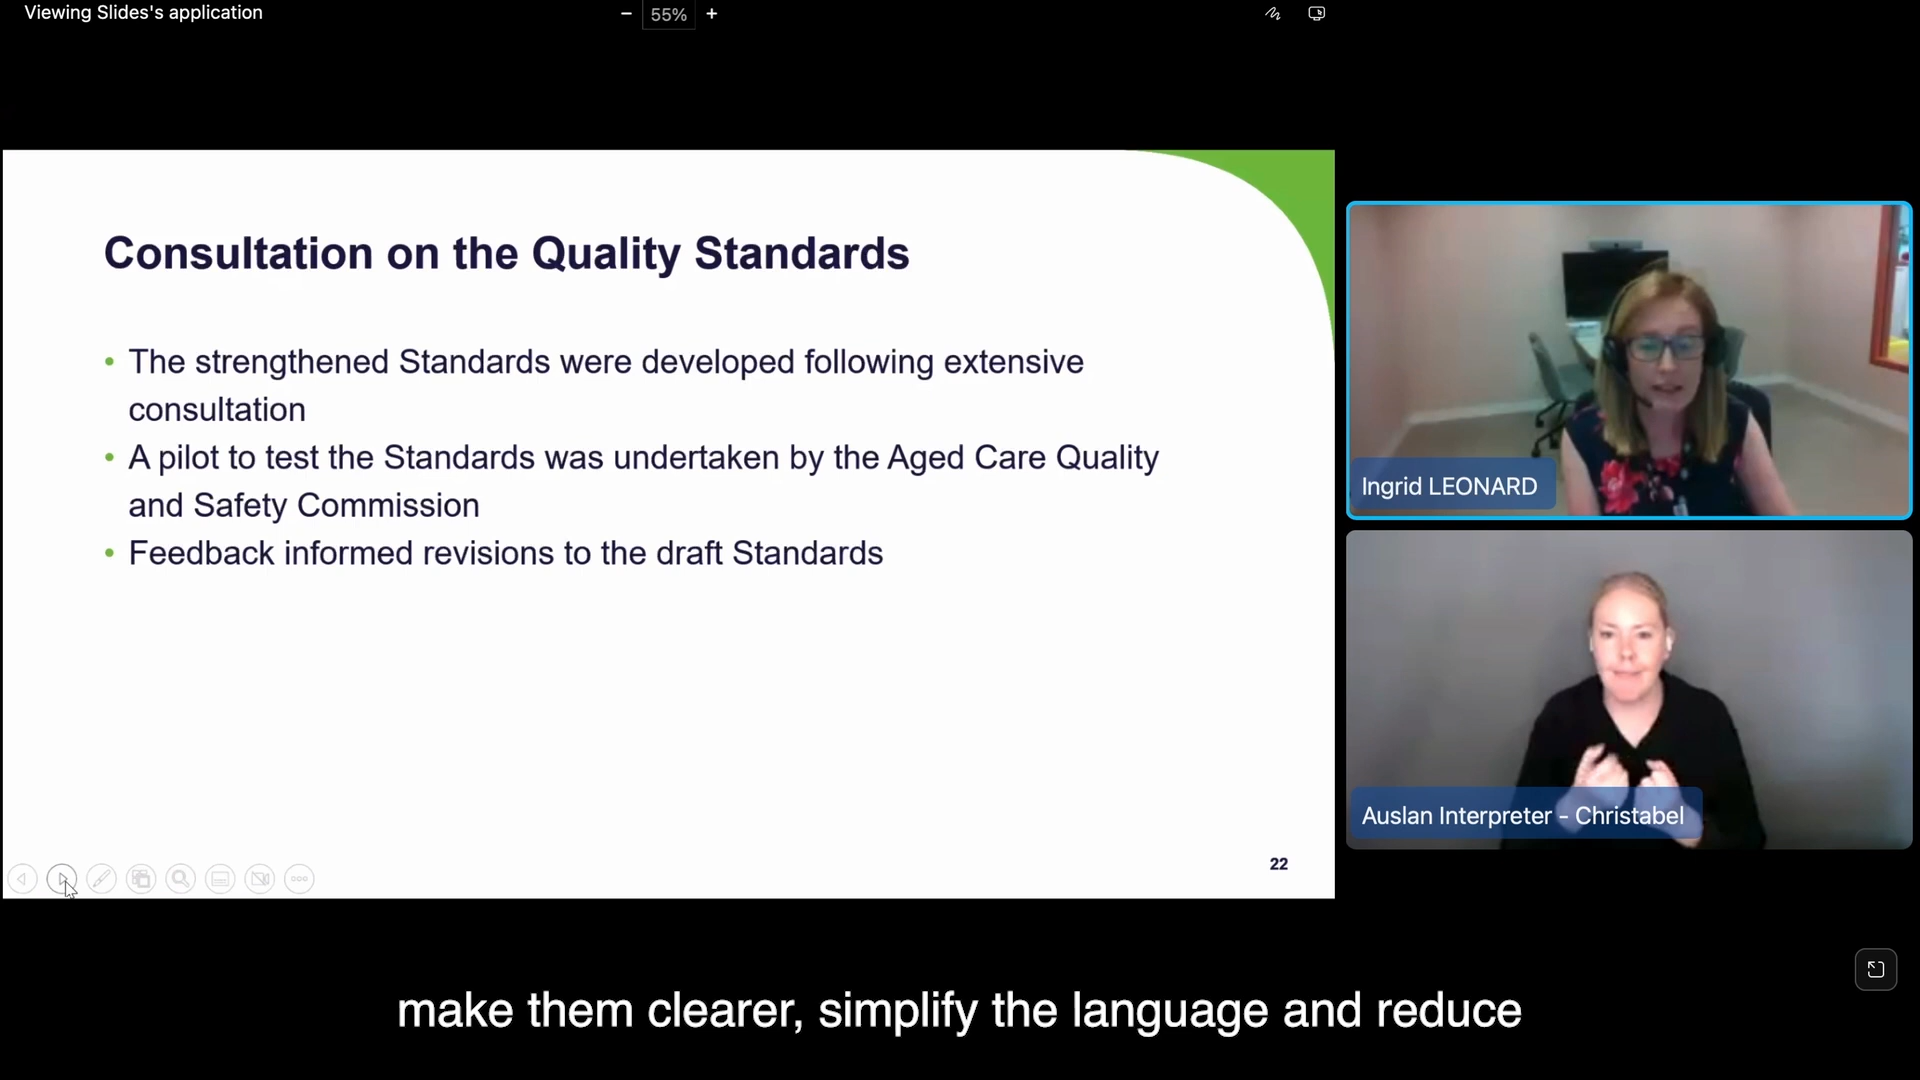 Viewing Slides's application
− 55% +
Consultation on the Quality Standards
• The strengthened Standards were developed following extensive
consultation
• A pilot to test the Standards was undertaken by the Aged Care Quality
and Safety Commission
• Feedback informed revisions to the draft Standards
22
Ingrid LEONARD
Auslan Interpreter - Christabel
make them clearer, simplify the language and reduce